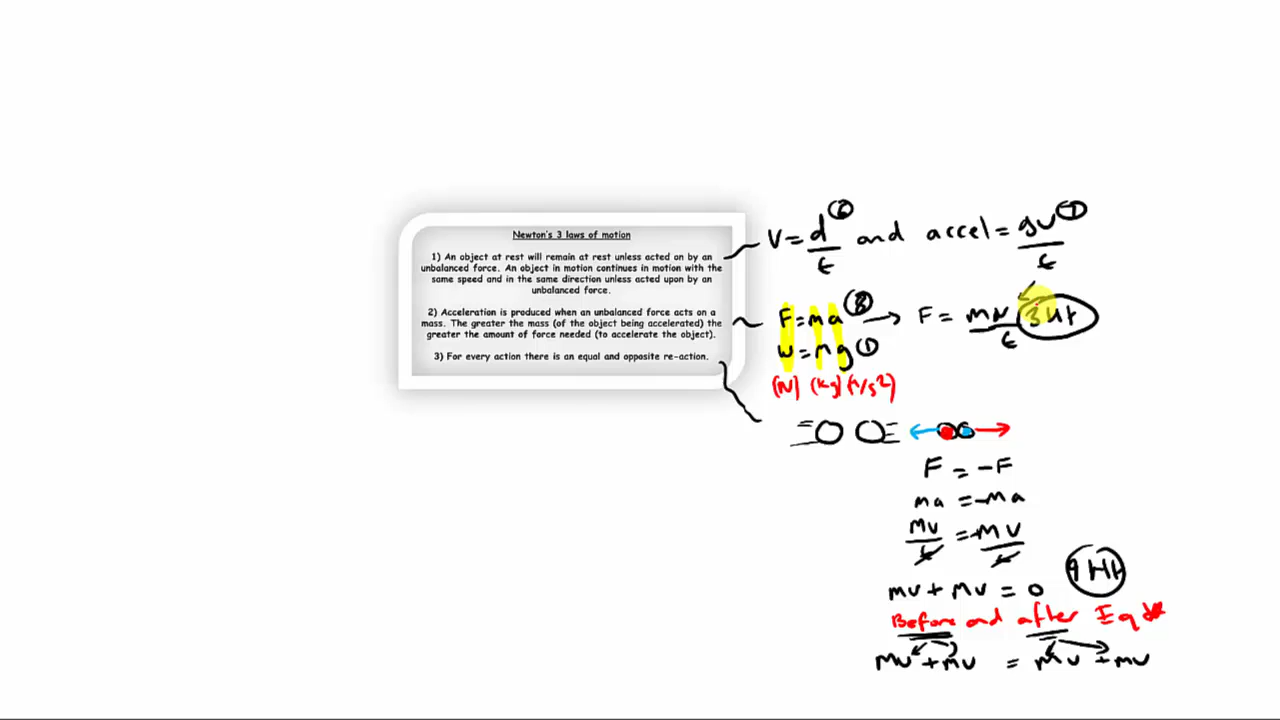 Newton's 3 laws of motion
1) An object at rest will remain at rest unless acted on by an
unbalanced force. An object in motion continues in motion with the
same speed and in the same direction unless acted upon by an
unbalanced force.
2) Acceleration is produced when an unbalanced force acts on a
mass. The greater the mass (of the object being accelerated) the
greater the amount of force needed (to accelerate the object).
3) For every action there is an equal and opposite re-action.
V = d/t and accel =
F = ma
W = mg ①
(N) (kg)
F = -F
ma = -ma
mv/t = -mv/t
mv + mv = 0
Before and after
mv + mv = mv + mv